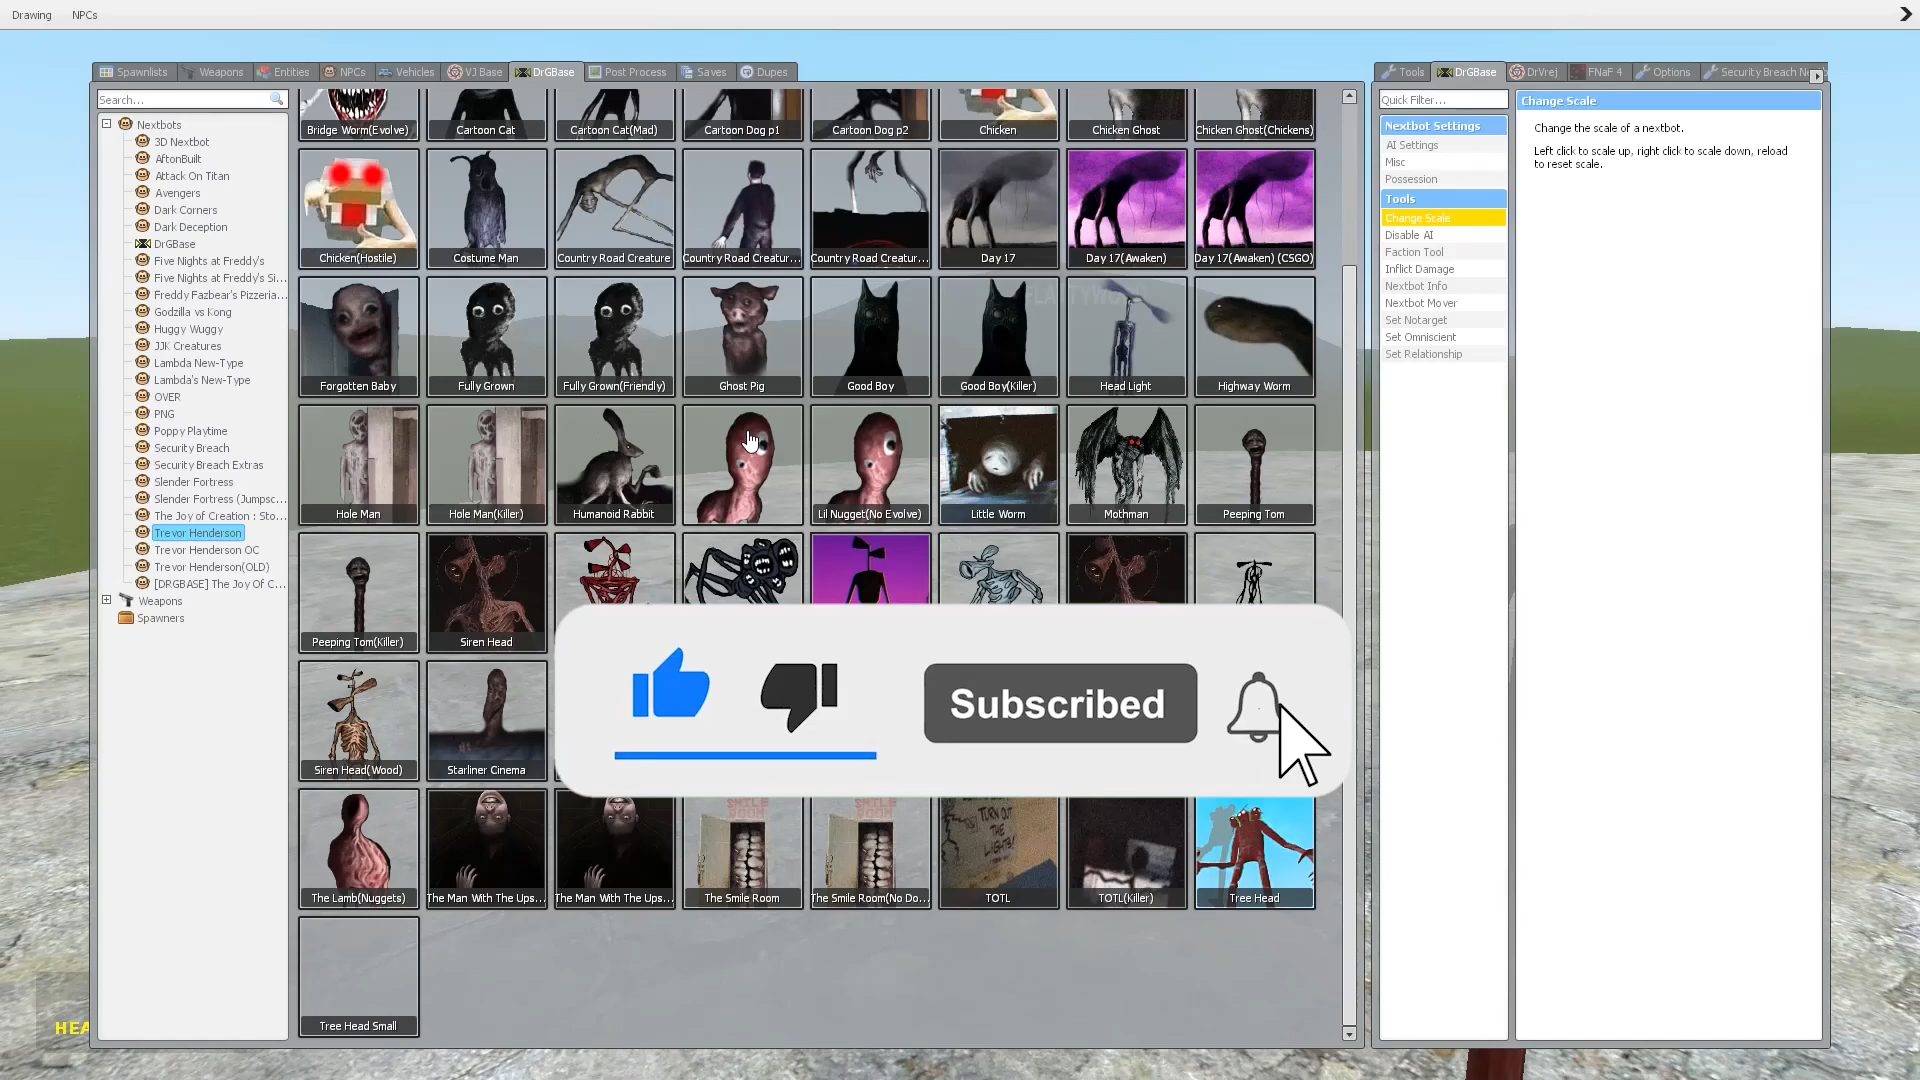 Drawing NPCs
Spawnlists Weapons Entities NPCs Vehicles VJ Base DrGBase Post Process Saves Dupes
Tools DrGBase DrVrej FNaF 4 Options Security Breach
Search...
Nextbots
3D Nextbot
AftonBuilt
Attack On Titan
Avengers
Dark Corners
Dark Deception
DrGBase
Five Nights at Freddy's
Five Nights at Freddy's Si...
Freddy Fazbear's Pizzeria...
Godzilla vs Kong
Huggy Wuggy
JJK Creatures
Lambda New-Type
Lambda's New-Type
OVER
PNG
Poppy Playtime
Security Breach
Security Breach Extras
Slender Fortress
Slender Fortress (Jumpsc...
The Joy of Creation : Sto...
Trevor Henderson
Trevor Henderson OC
Trevor Henderson(OLD)
[DRGBASE] The Joy Of C...
Weapons
Spawners
Bridge Worm(Evolve) Cartoon Cat Cartoon Cat(Mad) Cartoon Dog p1 Cartoon Dog p2 Chicken Chicken Ghost Chicken Ghost(Chickens)
Chicken(Hostile) Costume Man Country Road Creature Country Road Creatur... Country Road Creatur... Day 17 Day 17(Awaken) Day 17(Awaken) (CSGO)
Forgotten Baby Fully Grown Fully Grown(Friendly) Ghost Pig Good Boy Good Boy(Killer) Head Light Highway Worm
Hole Man Hole Man(Killer) Humanoid Rabbit Lil Nugget(No Evolve) Little Worm Mothman Peeping Tom
Peeping Tom(Killer) Siren Head
Siren Head(Wood) Starliner Cinema
Subscribed
SMILE
ROOM
SMILE
ROOM
TURN OUT
THE
LIGHTS!
The Lamb(Nuggets) The Man With The Ups... The Man With The Ups... The Smile Room The Smile Room(No Do... TOTL TOTL(Killer) Tree Head
Tree Head Small
HEA
Quick Filter...
Nextbot Settings
AI Settings
Misc
Possession
Tools
Change Scale
Disable AI
Faction Tool
Inflict Damage
Nextbot Info
Nextbot Mover
Set Notarget
Set Omniscient
Set Relationship
Change Scale
Change the scale of a nextbot.
Left click to scale up, right click to scale down, reload
to reset scale.